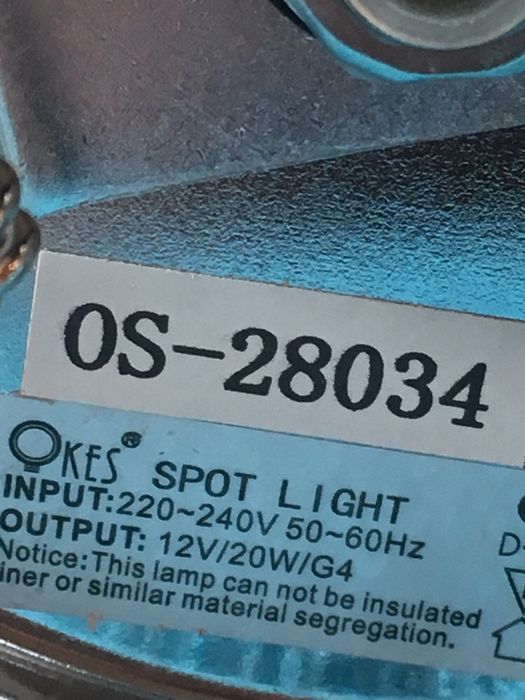 OS-28034
OKES® SPOT LIGHT
INPUT:220~240V 50~60Hz
OUTPUT: 12V/20W/G4
Notice:This lamp can not be insulated
iner or similar material segregation.